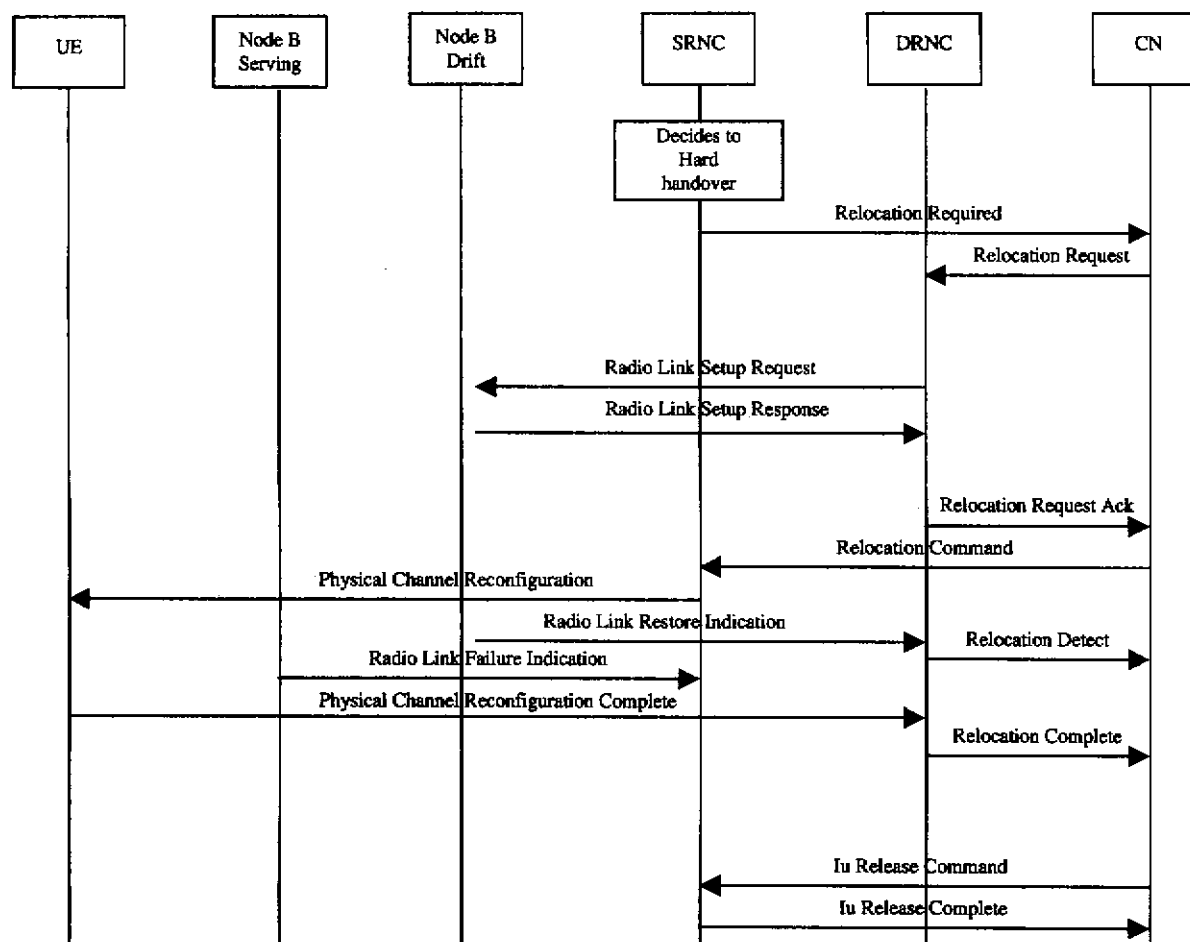 UE
Node B
Serving
Node B
Drift
SRNC
DRNC
CN
Decides to
Hard
handover
Relocation Required
Relocation Request
Radio Link Setup Request
Radio Link Setup Response
Relocation Request Ack
Relocation Command
Physical Channel Reconfiguration
Radio Link Restore Indication
Relocation Detect
Radio Link Failure Indication
Physical Channel Reconfiguration Complete
Relocation Complete
Iu Release Command
Iu Release Complete